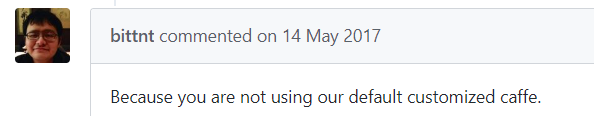 bittnt commented on 14 May 2017
Because you are not using our default customized caffe.